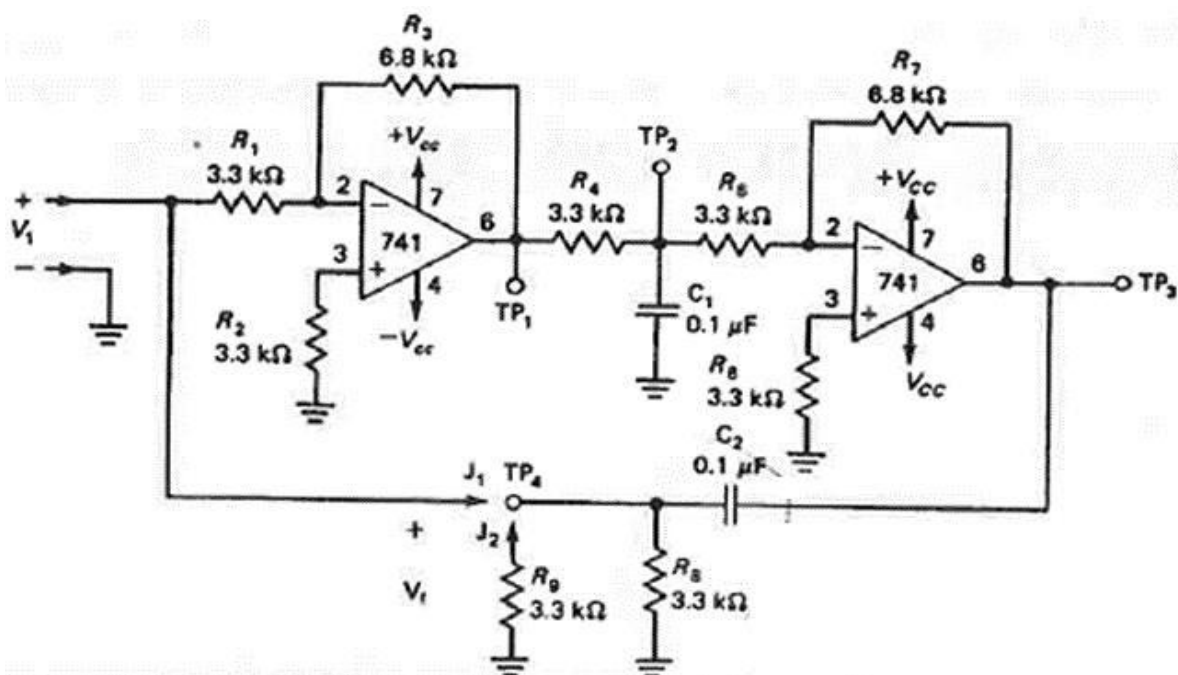 R3
6.8 kΩ
R7
6.8 kΩ
R1
3.3 kΩ
+Vcc
2
−
7
741
6
3
+
4
−Vcc
R2
3.3 kΩ
TP1
TP2
R4
3.3 kΩ
R5
3.3 kΩ
C1
0.1 μF
+VCC
2
−
7
741
6
3
+
4
VCC
R6
3.3 kΩ
TP3
+
V1
−
C2
0.1 μF
J1 TP4
+
J2
Vf
R9
3.3 kΩ
R8
3.3 kΩ